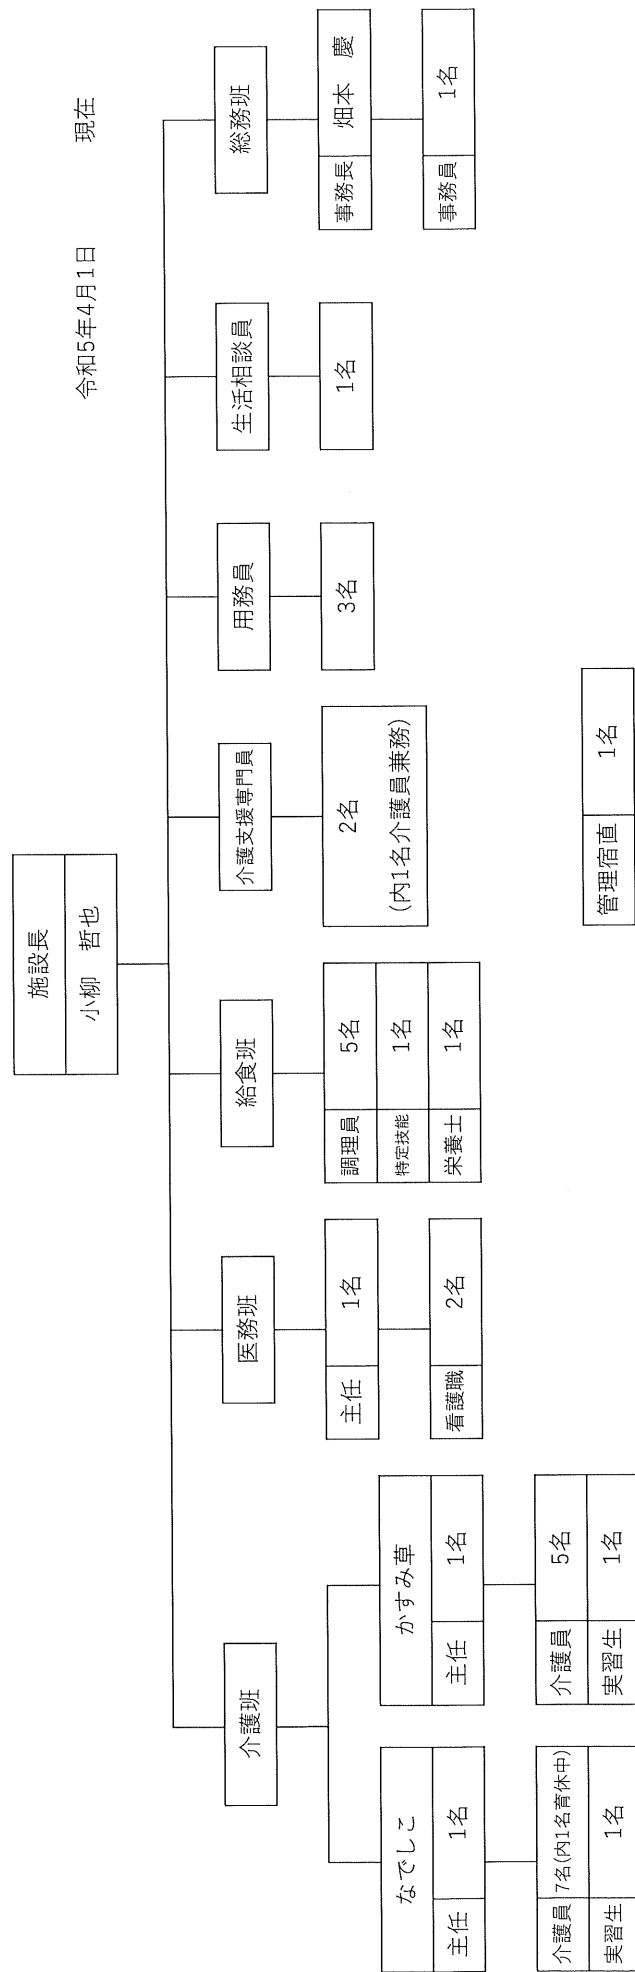 令和5年4月1日　現在
施設長
小柳　哲也
介護班
医務班
給食班
介護支援専門員
用務員
生活相談員
総務班
なでしこ
主任 1名
介護員 7名(内1名育休中)
実習生 1名
かすみ草
主任 1名
介護員 5名
実習生 1名
主任 1名
看護職 2名
調理員 5名
特定技能 1名
栄養士 1名
2名
(内1名介護員兼務)
3名
1名
事務長 畑本　慶
事務員 1名
管理宿直 1名